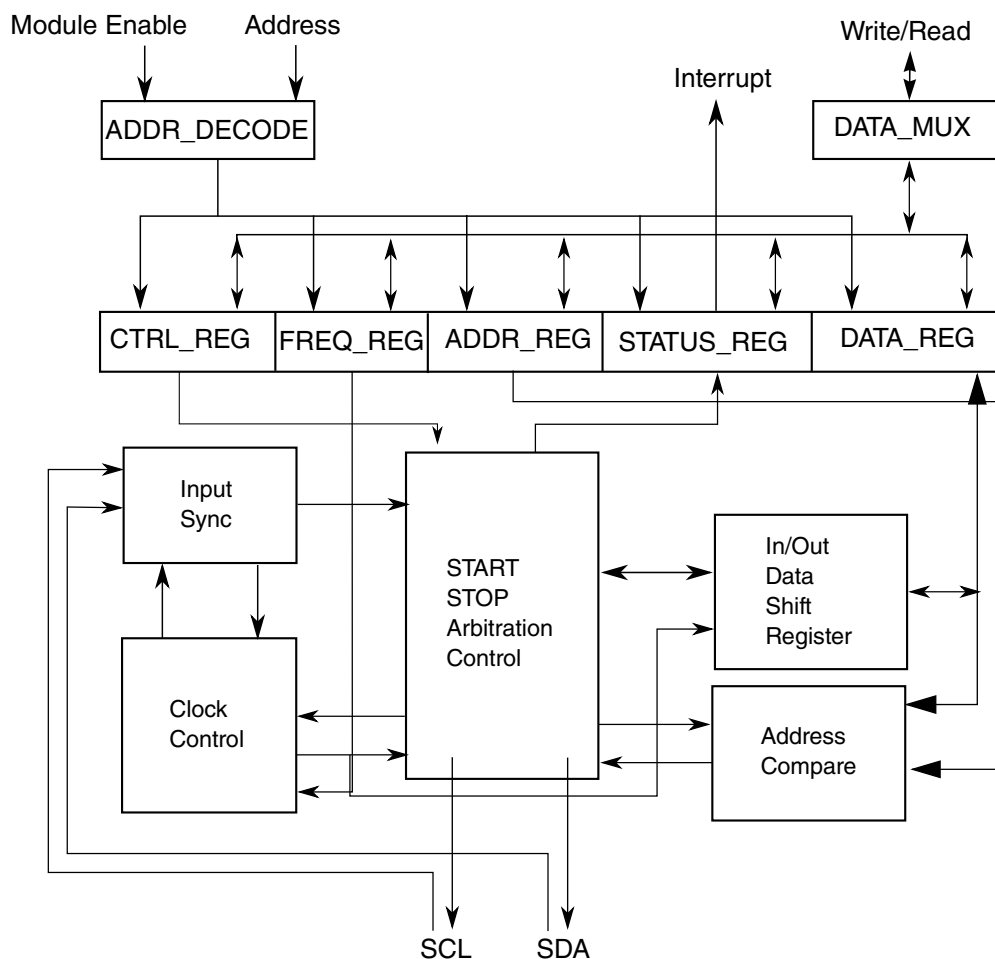 Module Enable
Address
Write/Read
Interrupt
ADDR_DECODE
DATA_MUX
CTRL_REG
FREQ_REG
ADDR_REG
STATUS_REG
DATA_REG
Input
Sync
START
STOP
Arbitration
Control
In/Out
Data
Shift
Register
Clock
Control
Address
Compare
SCL
SDA